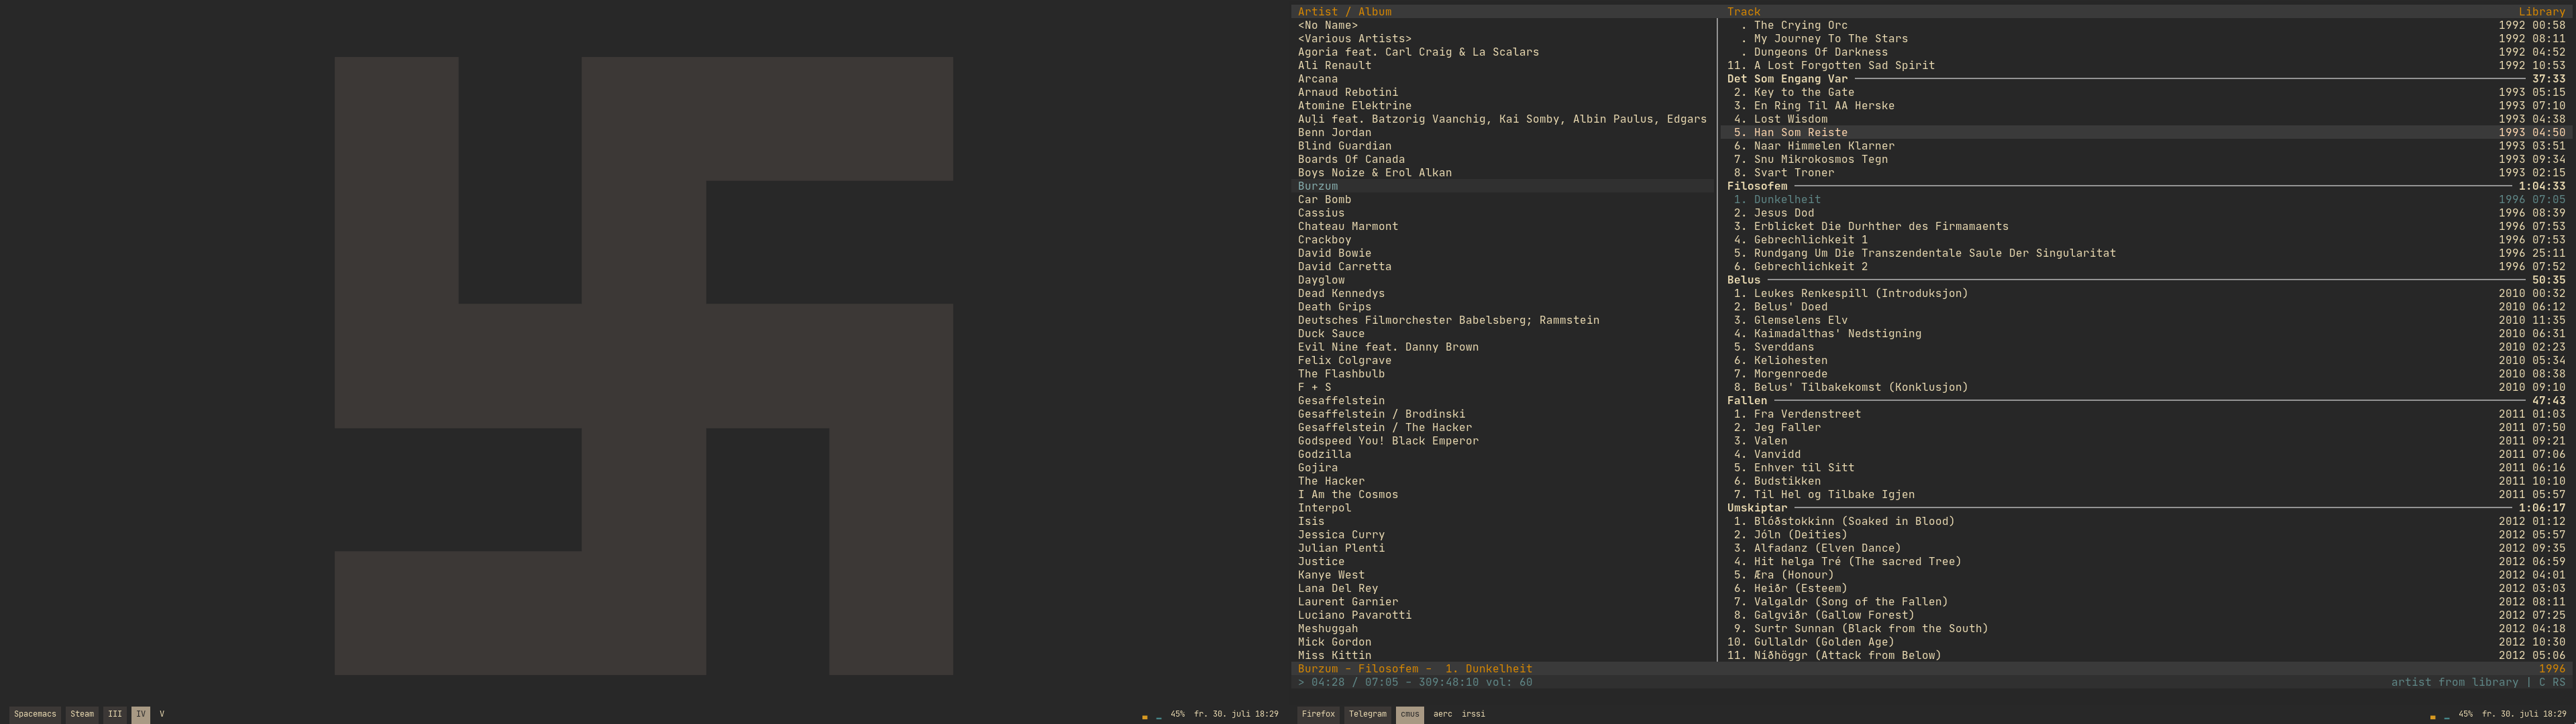 Artist / Album
<No Name>
<Various Artists>
Agoria feat. Carl Craig & La Scalars
Ali Renault
Arcana
Arnaud Rebotini
Atomine Elektrine
Auļi feat. Batzorig Vaanchig, Kai Somby, Albin Paulus, Edgars
Benn Jordan
Blind Guardian
Boards Of Canada
Boys Noize & Erol Alkan
Burzum
Car Bomb
Cassius
Chateau Marmont
Crackboy
David Bowie
David Carretta
Dayglow
Dead Kennedys
Death Grips
Deutsches Filmorchester Babelsberg; Rammstein
Duck Sauce
Evil Nine feat. Danny Brown
Felix Colgrave
The Flashbulb
F + S
Gesaffelstein
Gesaffelstein / Brodinski
Gesaffelstein / The Hacker
Godspeed You! Black Emperor
Godzilla
Gojira
The Hacker
I Am the Cosmos
Interpol
Isis
Jessica Curry
Julian Plenti
Justice
Kanye West
Lana Del Rey
Laurent Garnier
Luciano Pavarotti
Meshuggah
Mick Gordon
Miss Kittin
Track Library
. The Crying Orc 1992 00:58
. My Journey To The Stars 1992 08:11
. Dungeons Of Darkness 1992 04:52
11. A Lost Forgotten Sad Spirit 1992 10:53
Det Som Engang Var 37:33
2. Key to the Gate 1993 05:15
3. En Ring Til AA Herske 1993 07:10
4. Lost Wisdom 1993 04:38
5. Han Som Reiste 1993 04:50
6. Naar Himmelen Klarner 1993 03:51
7. Snu Mikrokosmos Tegn 1993 09:34
8. Svart Troner 1993 02:15
Filosofem 1:04:33
1. Dunkelheit 1996 07:05
2. Jesus Dod 1996 08:39
3. Erblicket Die Durhther des Firmamaents 1996 07:53
4. Gebrechlichkeit 1 1996 07:53
5. Rundgang Um Die Transzendentale Saule Der Singularitat 1996 25:11
6. Gebrechlichkeit 2 1996 07:52
Belus 50:35
1. Leukes Renkespill (Introduksjon) 2010 00:32
2. Belus' Doed 2010 06:12
3. Glemselens Elv 2010 11:35
4. Kaimadalthas' Nedstigning 2010 06:31
5. Sverddans 2010 02:23
6. Keliohesten 2010 05:34
7. Morgenroede 2010 08:38
8. Belus' Tilbakekomst (Konklusjon) 2010 09:10
Fallen 47:43
1. Fra Verdenstreet 2011 01:03
2. Jeg Faller 2011 07:50
3. Valen 2011 09:21
4. Vanvidd 2011 07:06
5. Enhver til Sitt 2011 06:16
6. Budstikken 2011 10:10
7. Til Hel og Tilbake Igjen 2011 05:57
Umskiptar 1:06:17
1. Blóðstokkinn (Soaked in Blood) 2012 01:12
2. Jóln (Deities) 2012 05:57
3. Alfadanz (Elven Dance) 2012 09:35
4. Hit helga Tré (The sacred Tree) 2012 06:59
5. Æra (Honour) 2012 04:01
6. Heiðr (Esteem) 2012 03:03
7. Valgaldr (Song of the Fallen) 2012 08:11
8. Galgviðr (Gallow Forest) 2012 07:25
9. Surtr Sunnan (Black from the South) 2012 04:18
10. Gullaldr (Golden Age) 2012 10:30
11. Níðhöggr (Attack from Below) 2012 05:06
Burzum - Filosofem - 1. Dunkelheit 1996
> 04:28 / 07:05 - 309:48:10 vol: 60 artist from library | C RS
Spacemacs Steam III IV V 45% fr. 30. juli 18:29
Firefox Telegram cmus aerc irssi 45% fr. 30. juli 18:29